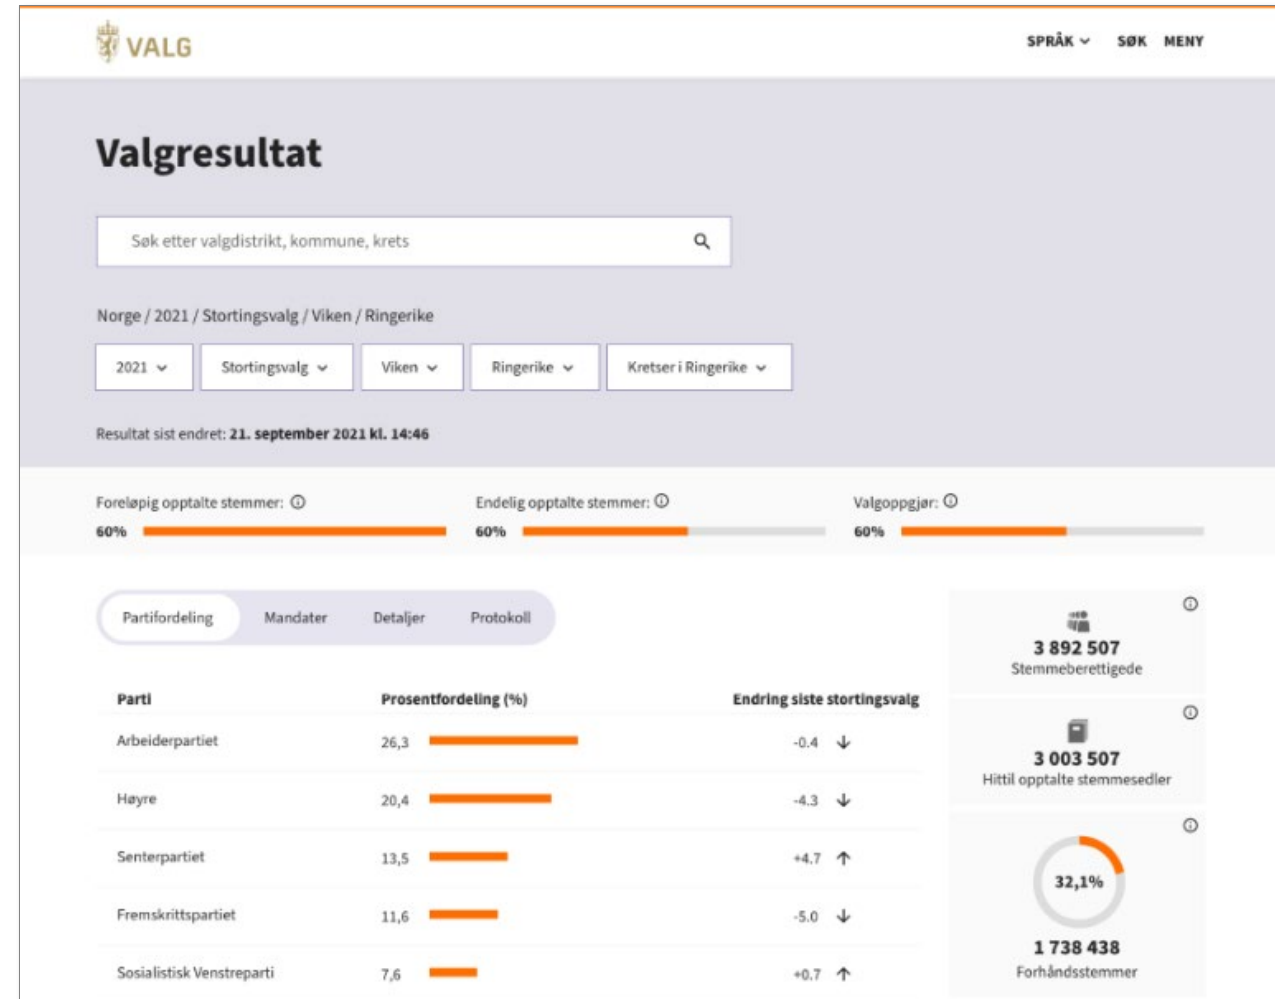 VALG
SPRÅK SØK MENY
Valgresultat
Søk etter valgdistrikt, kommune, krets
Norge / 2021 / Stortingsvalg / Viken / Ringerike
2021 Stortingsvalg Viken Ringerike Kretser i Ringerike
Resultat sist endret: 21. september 2021 kl. 14:46
Foreløpig opptalte stemmer: Endelig opptalte stemmer: Valgoppgjør:
60% 60% 60%
Partifordeling Mandater Detaljer Protokoll
Parti Prosentfordeling (%) Endring siste stortingsvalg
Arbeiderpartiet 26,3 -0.4
Høyre 20,4 -4.3
Senterpartiet 13,5 +4.7
Fremskrittspartiet 11,6 -5.0
Sosialistisk Venstreparti 7,6 +0.7
3 892 507
Stemmeberettigede
3 003 507
Hittil opptalte stemmesedler
32,1%
1 738 438
Forhåndsstemmer